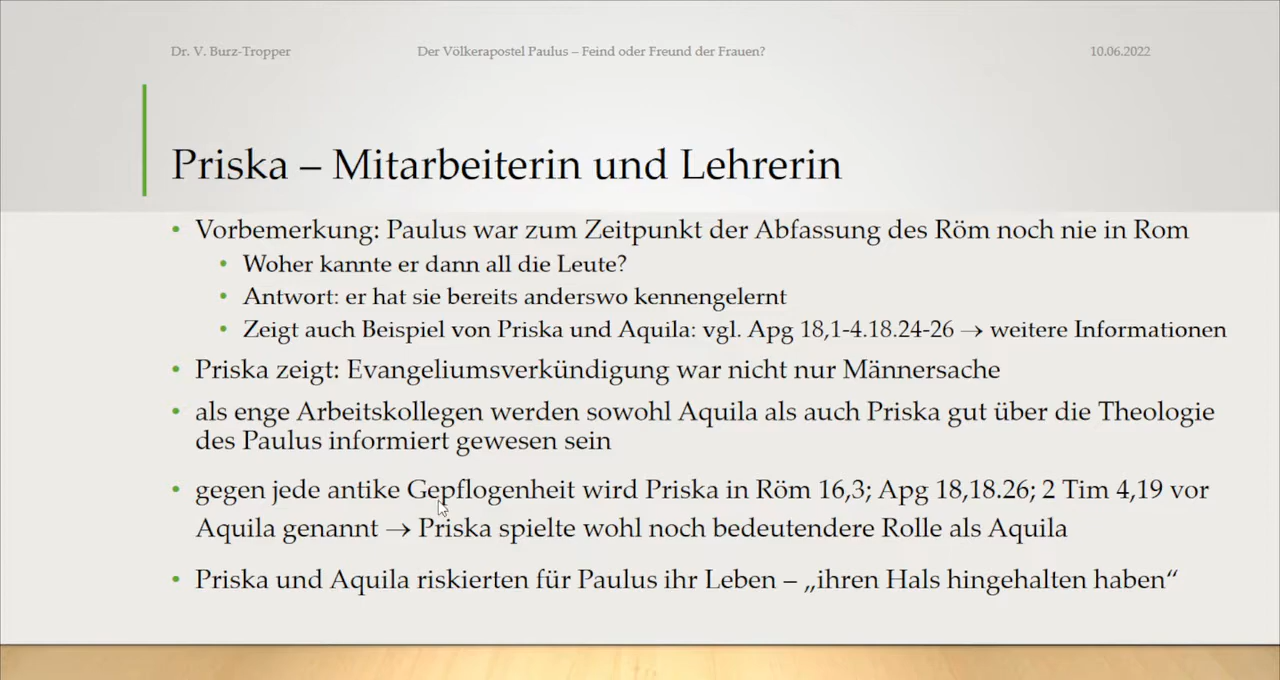 Dr. V. Burz-Tropper Der Völkerapostel Paulus – Feind oder Freund der Frauen? 10.06.2022
Priska – Mitarbeiterin und Lehrerin
• Vorbemerkung: Paulus war zum Zeitpunkt der Abfassung des Röm noch nie in Rom
• Woher kannte er dann all die Leute?
• Antwort: er hat sie bereits anderswo kennengelernt
• Zeigt auch Beispiel von Priska und Aquila: vgl. Apg 18,1-4.18.24-26 → weitere Informationen
• Priska zeigt: Evangeliumsverkündigung war nicht nur Männersache
• als enge Arbeitskollegen werden sowohl Aquila als auch Priska gut über die Theologie
des Paulus informiert gewesen sein
• gegen jede antike Gepflogenheit wird Priska in Röm 16,3; Apg 18,18.26; 2 Tim 4,19 vor
Aquila genannt → Priska spielte wohl noch bedeutendere Rolle als Aquila
• Priska und Aquila riskierten für Paulus ihr Leben – „ihren Hals hingehalten haben“